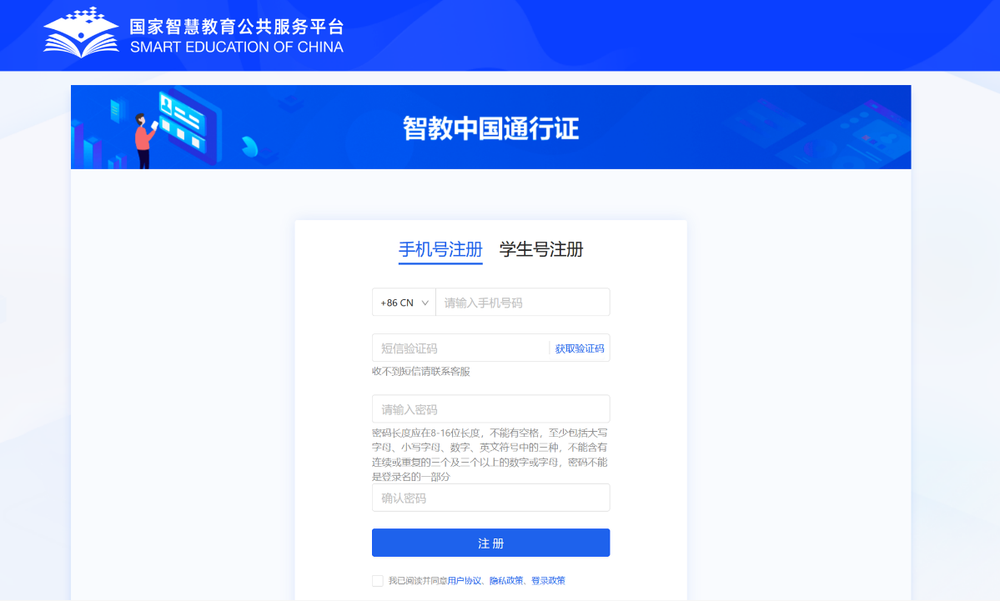 国家智慧教育公共服务平台
SMART EDUCATION OF CHINA
智教中国通行证
手机号注册 学生号注册
+86 CN 请输入手机号码
短信验证码 获取验证码
收不到短信请联系客服
请输入密码
密码长度应在8-16位长度，不能有空格，至少包括大写
字母、小写字母、数字、英文符号中的三种，不能含有
连续或重复的三个及三个以上的数字或字母，密码不能
是登录名的一部分
确认密码
注 册
我已阅读并同意用户协议、隐私政策、登录政策